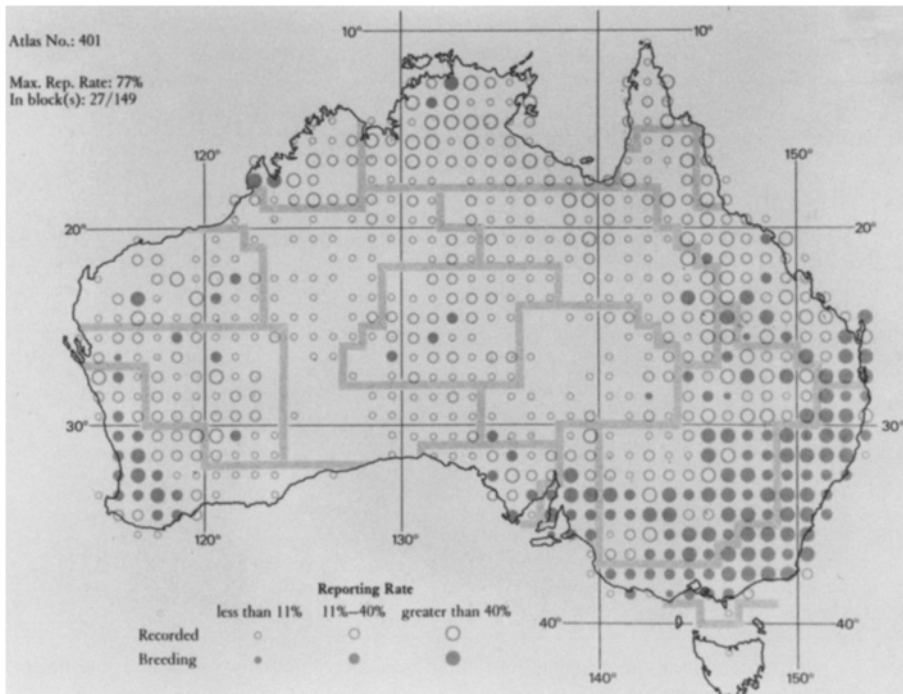 Atlas No.: 401
Max. Rep. Rate: 77%
In block(s): 27/149
10° 10°
120° 150°
20° 20°
30° 30°
120° 130°
Reporting Rate
less than 11% 11%–40% greater than 40%
Recorded
Breeding
40° 40°
140° 150°